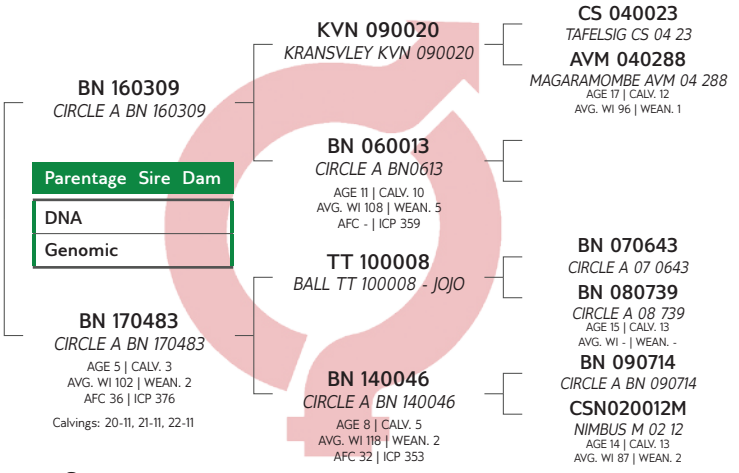 BN 160309
CIRCLE A BN 160309
Parentage Sire Dam
DNA
Genomic
BN 170483
CIRCLE A BN 170483
AGE 5 | CALV. 3
AVG. WI 102 | WEAN. 2
AFC 36 | ICP 376
Calvings: 20-11, 21-11, 22-11
KVN 090020
KRANSVLEY KVN 090020
BN 060013
CIRCLE A BN0613
AGE 11 | CALV. 10
AVG. WI 108 | WEAN. 5
AFC - | ICP 359
TT 100008
BALL TT 100008 - JOJO
BN 140046
CIRCLE A BN 140046
AGE 8 | CALV. 5
AVG. WI 118 | WEAN. 2
AFC 32 | ICP 353
CS 040023
TAFELSIG CS 04 23
AVM 040288
MAGARAMOMBE AVM 04 288
AGE 17 | CALV. 12
AVG. WI 96 | WEAN. 1
BN 070643
CIRCLE A 07 0643
BN 080739
CIRCLE A 08 739
AGE 15 | CALV. 13
AVG. WI - | WEAN. -
BN 090714
CIRCLE A BN 090714
CSN020012M
NIMBUS M 02 12
AGE 14 | CALV. 13
AVG. WI 87 | WEAN. 2